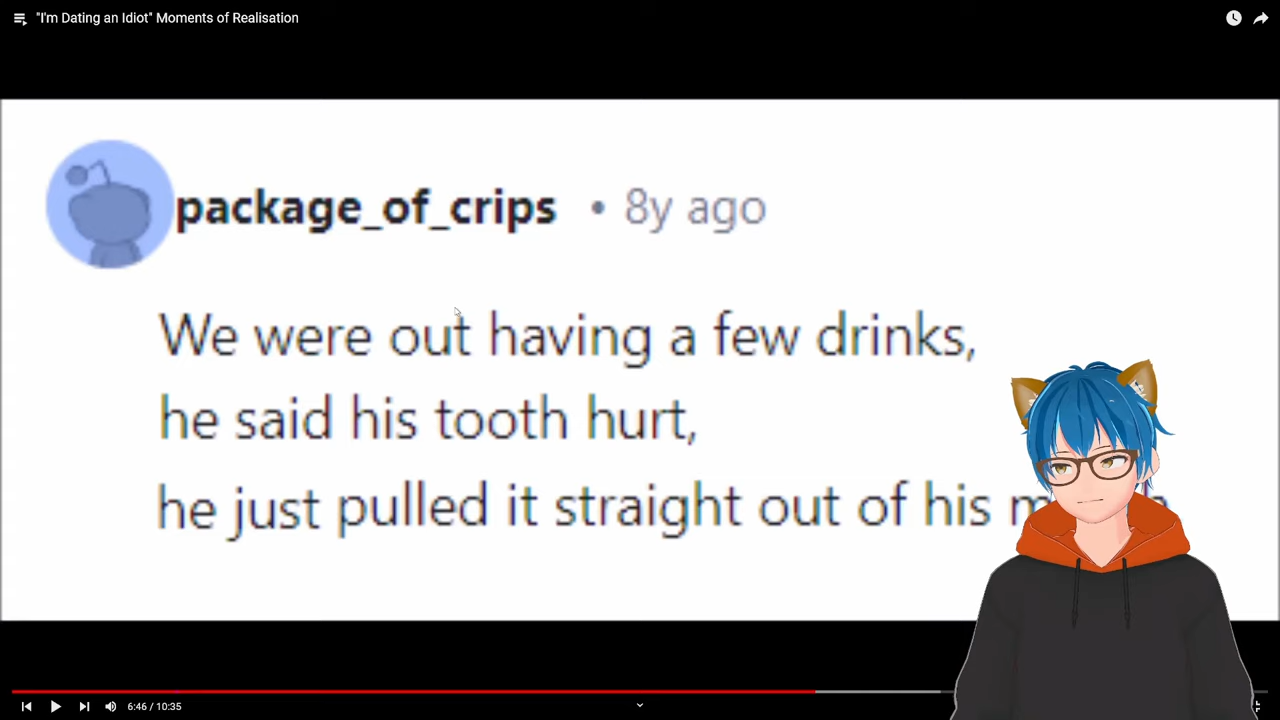 "I'm Dating an Idiot" Moments of Realisation
package_of_crips • 8y ago
We were out having a few drinks,
he said his tooth hurt,
he just pulled it straight out of his
6:46 / 10:35